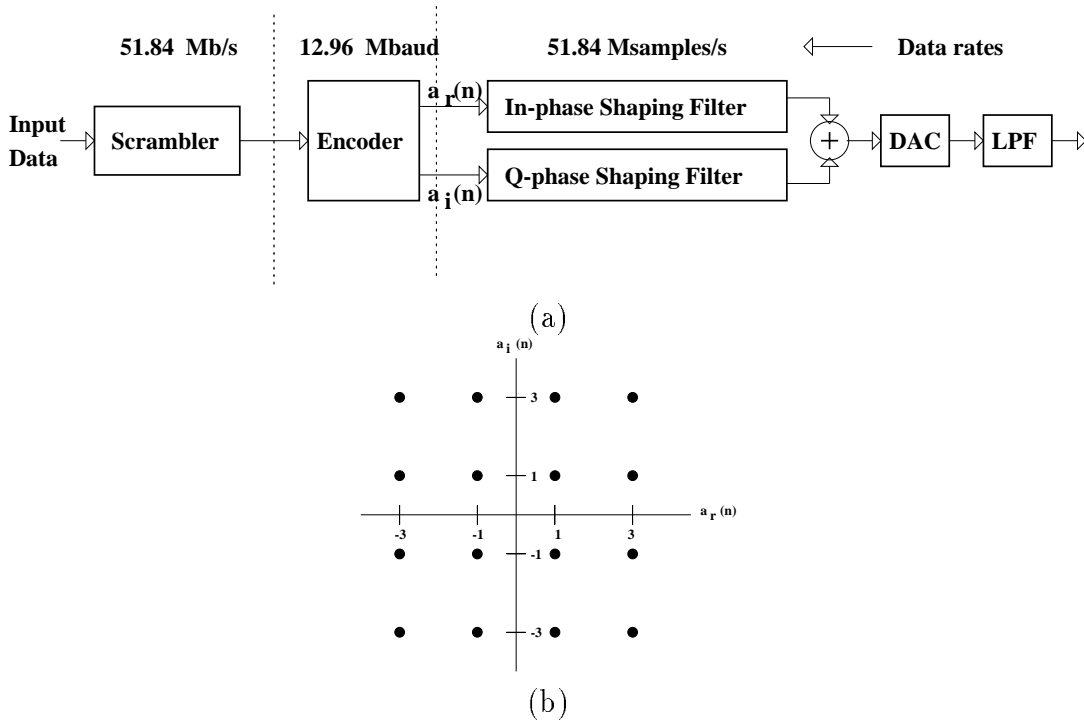 51.84 Mb/s 12.96 Mbaud 51.84 Msamples/s Data rates
Input Data
Scrambler
Encoder
a r(n)
a i(n)
In-phase Shaping Filter
Q-phase Shaping Filter
+
DAC
LPF
(a)
a i (n)
3
1
a r (n)
-3 -1 1 3
-1
-3
(b)